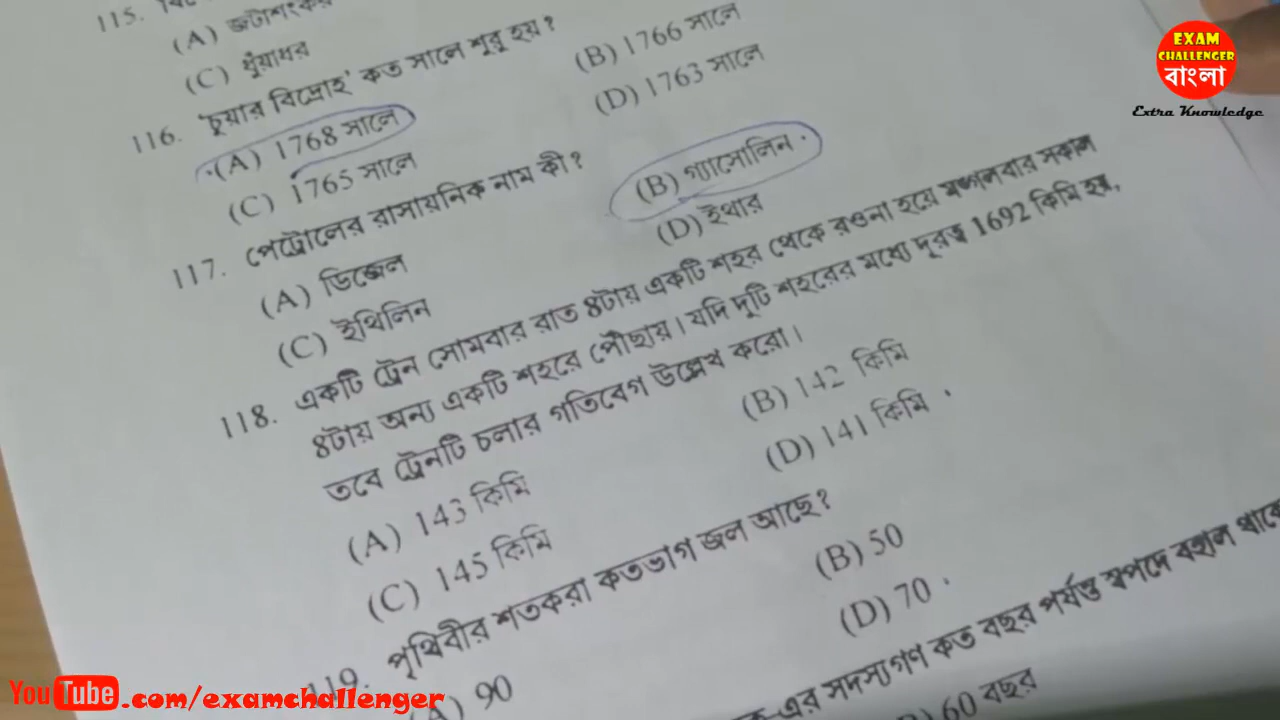 115.
(A) জটাশংকর
(C) ধুঁয়াধর
116. 'চুয়ার বিদ্রোহ' কত সালে শুরু হয়?
(A) 1768 সালে
(B) 1766 সালে
(C) 1765 সালে
(D) 1763 সালে
117. পেট্রোলের রাসায়নিক নাম কী?
(A) ডিজেল
(B) গ্যাসোলিন
(C) ইথিলিন
(D) ইথার
118. একটি ট্রেন সোমবার রাত 8টায় একটি শহর থেকে রওনা হয়ে মঙ্গলবার সকাল
8টায় অন্য একটি শহরে পৌঁছায়। যদি দুটি শহরের মধ্যে দূরত্ব 1692 কিমি হয়,
তবে ট্রেনটি চলার গতিবেগ উল্লেখ করো।
(A) 143 কিমি
(B) 142 কিমি
(C) 145 কিমি
(D) 141 কিমি
119. পৃথিবীর শতকরা কতভাগ জল আছে?
(A) 90
(B) 50
(D) 70
-এর সদস্যগণ কত বছর পর্যন্ত স্বপদে বহাল থাকে
60 বছর
EXAM
CHALLENGER
বাংলা
Extra Knowledge
YouTube.com/examchallenger